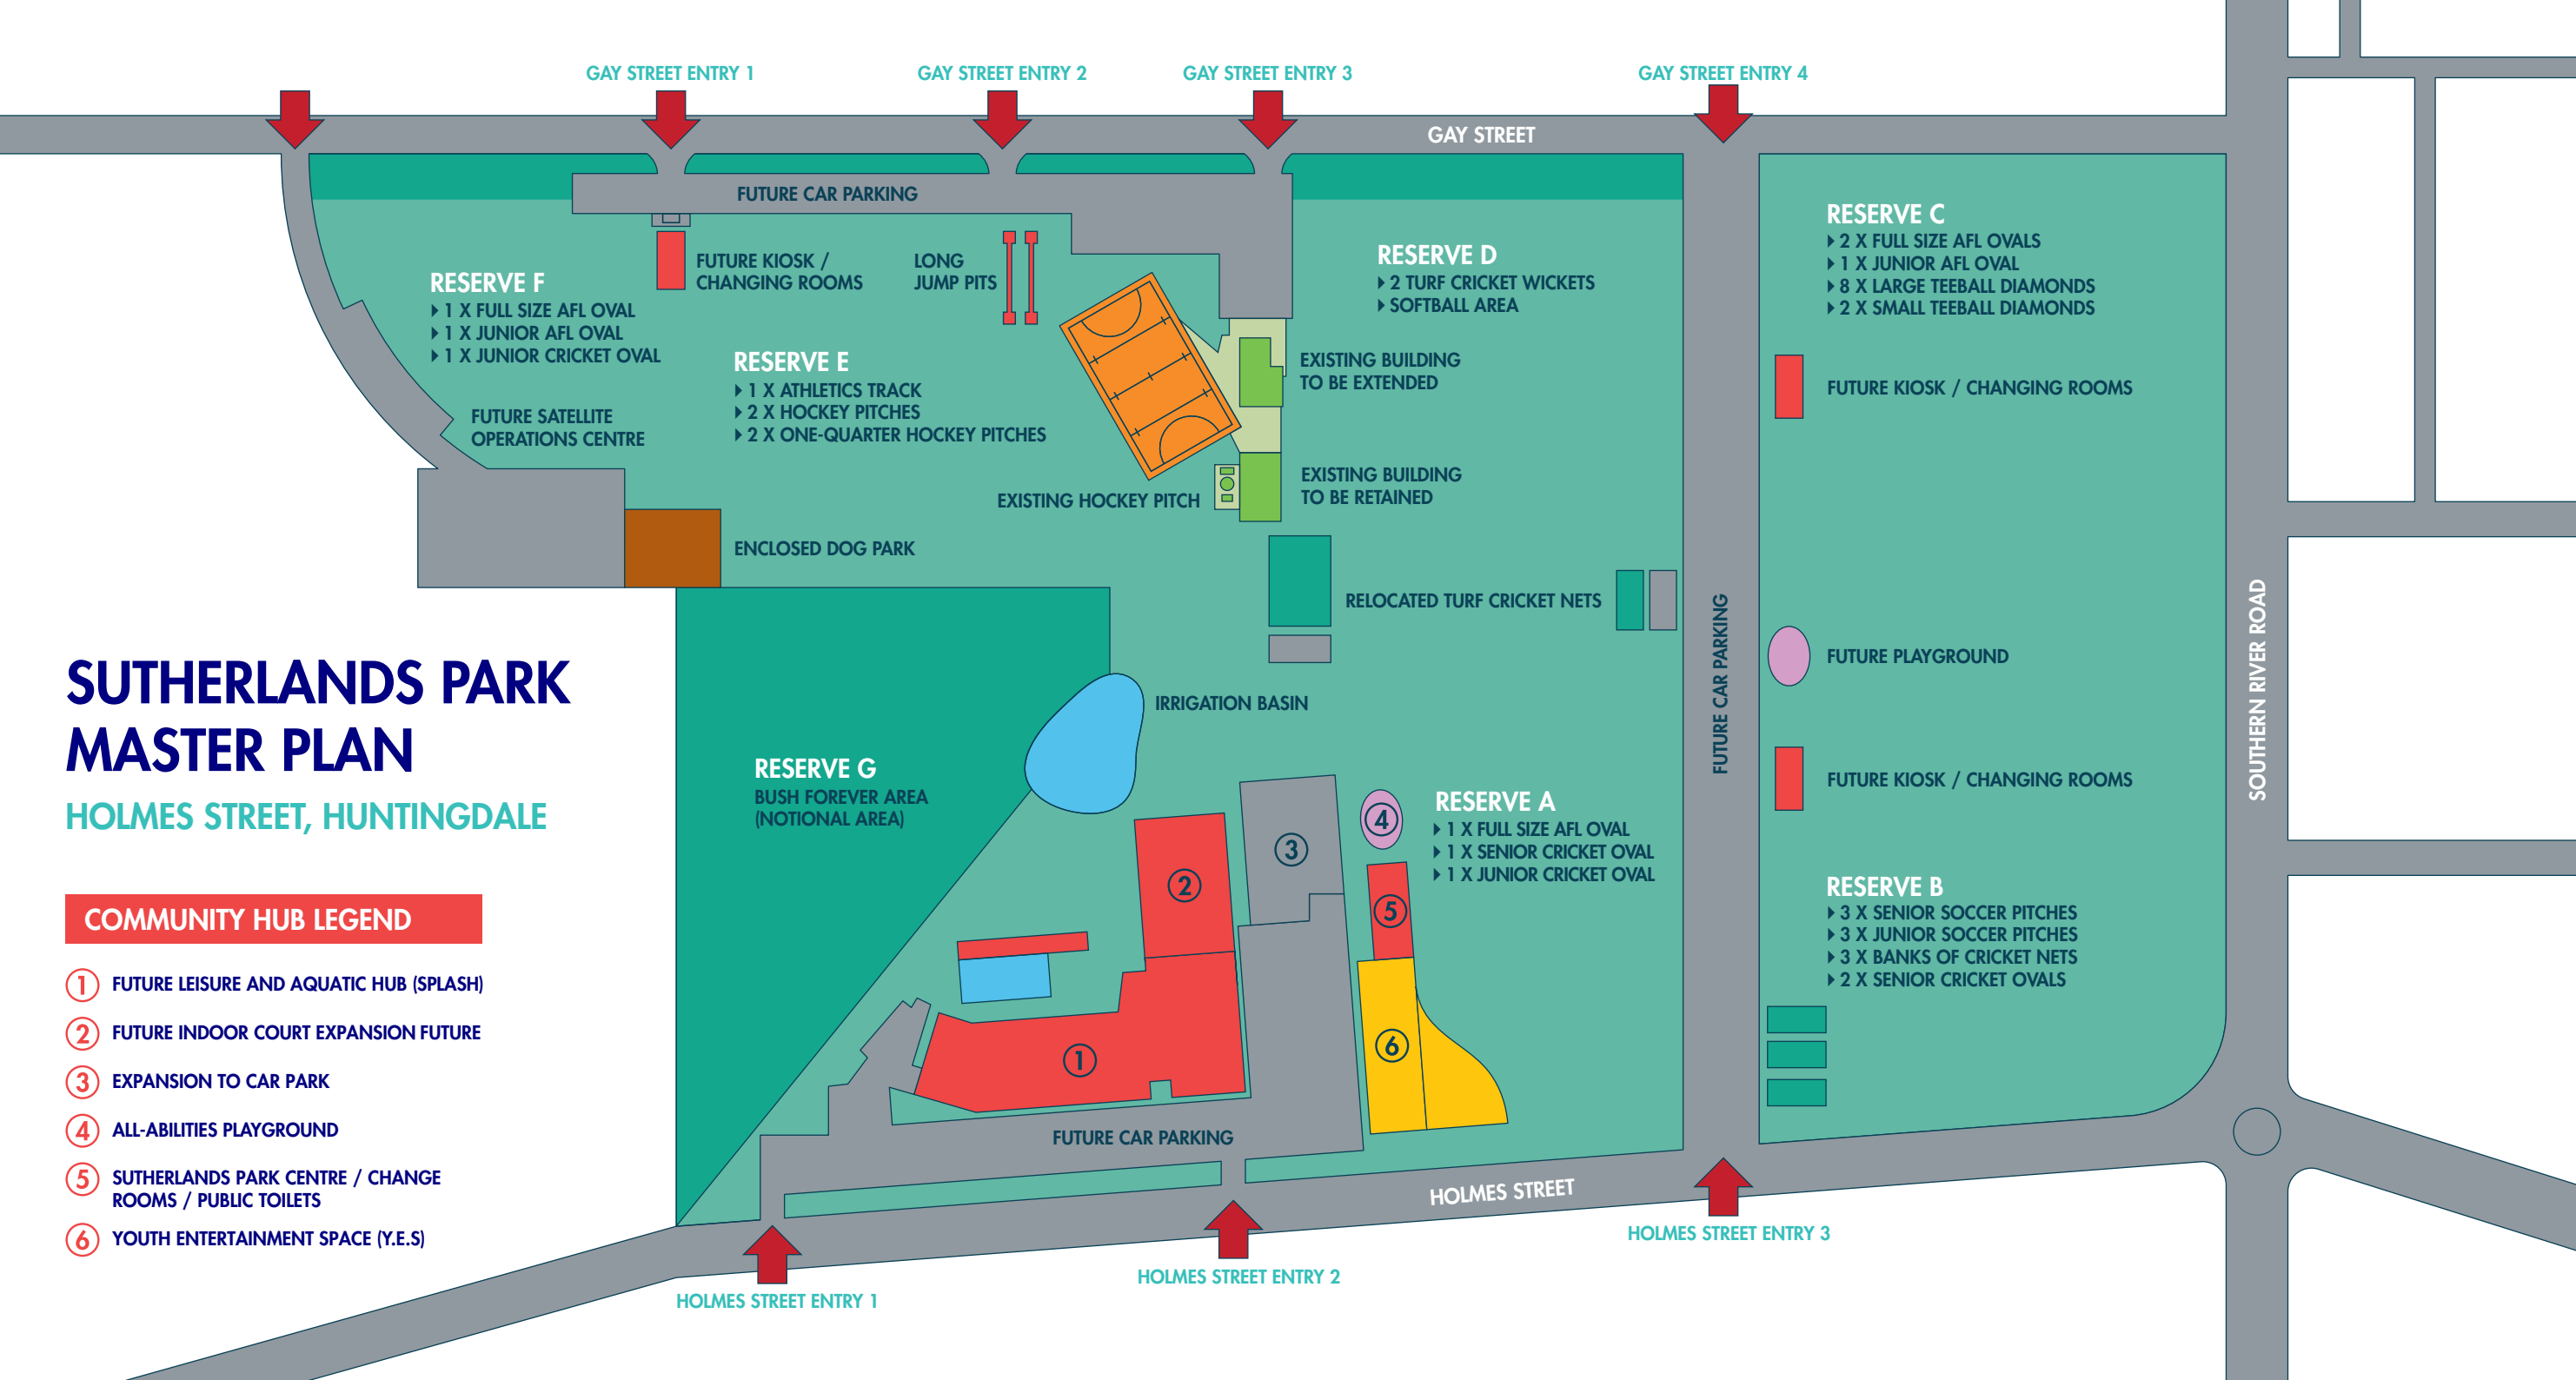 GAY STREET ENTRY 1
GAY STREET ENTRY 2
GAY STREET ENTRY 3
GAY STREET ENTRY 4
GAY STREET
FUTURE CAR PARKING
FUTURE KIOSK /
CHANGING ROOMS
LONG
JUMP PITS
RESERVE F
1 X FULL SIZE AFL OVAL
1 X JUNIOR AFL OVAL
1 X JUNIOR CRICKET OVAL
RESERVE E
1 X ATHLETICS TRACK
2 X HOCKEY PITCHES
2 X ONE-QUARTER HOCKEY PITCHES
RESERVE D
2 TURF CRICKET WICKETS
SOFTBALL AREA
RESERVE C
2 X FULL SIZE AFL OVALS
1 X JUNIOR AFL OVAL
8 X LARGE TEEBALL DIAMONDS
2 X SMALL TEEBALL DIAMONDS
EXISTING BUILDING
TO BE EXTENDED
FUTURE KIOSK / CHANGING ROOMS
FUTURE SATELLITE
OPERATIONS CENTRE
EXISTING BUILDING
TO BE RETAINED
EXISTING HOCKEY PITCH
ENCLOSED DOG PARK
RELOCATED TURF CRICKET NETS
FUTURE CAR PARKING
FUTURE PLAYGROUND
SOUTHERN RIVER ROAD
IRRIGATION BASIN
RESERVE G
BUSH FOREVER AREA
(NOTIONAL AREA)
FUTURE KIOSK / CHANGING ROOMS
RESERVE A
1 X FULL SIZE AFL OVAL
1 X SENIOR CRICKET OVAL
1 X JUNIOR CRICKET OVAL
RESERVE B
3 X SENIOR SOCCER PITCHES
3 X JUNIOR SOCCER PITCHES
3 X BANKS OF CRICKET NETS
2 X SENIOR CRICKET OVALS
4
3
2
5
6
1
FUTURE CAR PARKING
HOLMES STREET
HOLMES STREET ENTRY 1
HOLMES STREET ENTRY 2
HOLMES STREET ENTRY 3
SUTHERLANDS PARK
MASTER PLAN
HOLMES STREET, HUNTINGDALE
COMMUNITY HUB LEGEND
1 FUTURE LEISURE AND AQUATIC HUB (SPLASH)
2 FUTURE INDOOR COURT EXPANSION FUTURE
3 EXPANSION TO CAR PARK
4 ALL-ABILITIES PLAYGROUND
5 SUTHERLANDS PARK CENTRE / CHANGE
ROOMS / PUBLIC TOILETS
6 YOUTH ENTERTAINMENT SPACE (Y.E.S)